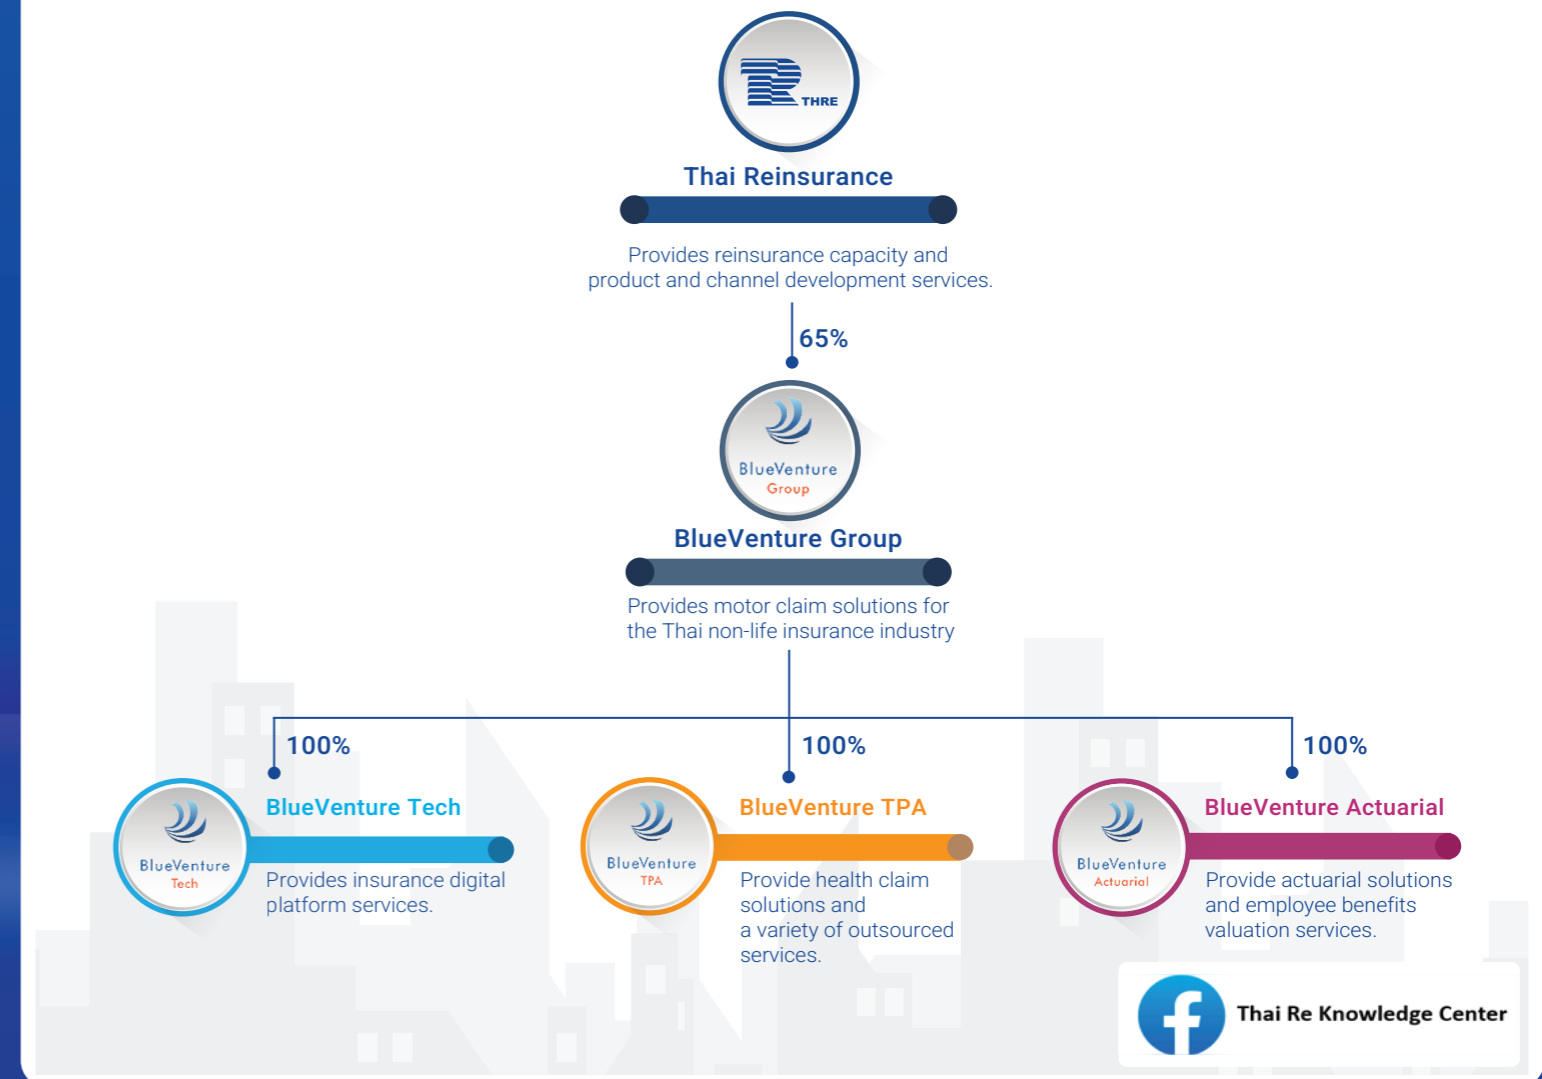 THRE
Thai Reinsurance
Provides reinsurance capacity and
product and channel development services.
65%
BlueVenture
Group
BlueVenture Group
Provides motor claim solutions for
the Thai non-life insurance industry
100%
100%
100%
BlueVenture
Tech
BlueVenture Tech
Provides insurance digital
platform services.
BlueVenture
TPA
BlueVenture TPA
Provide health claim
solutions and
a variety of outsourced
services.
BlueVenture
Actuarial
BlueVenture Actuarial
Provide actuarial solutions
and employee benefits
valuation services.
Thai Re Knowledge Center